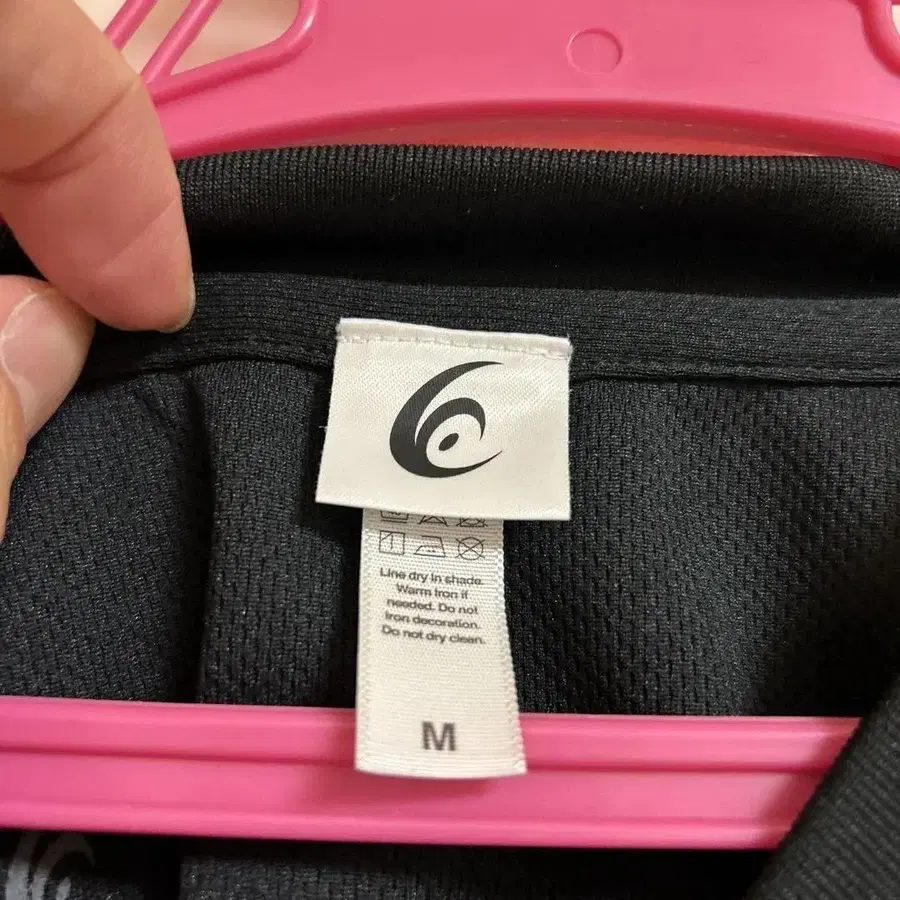 Line dry in shade.
Warm iron if
needed. Do not
iron decoration.
Do not dry clean.
M